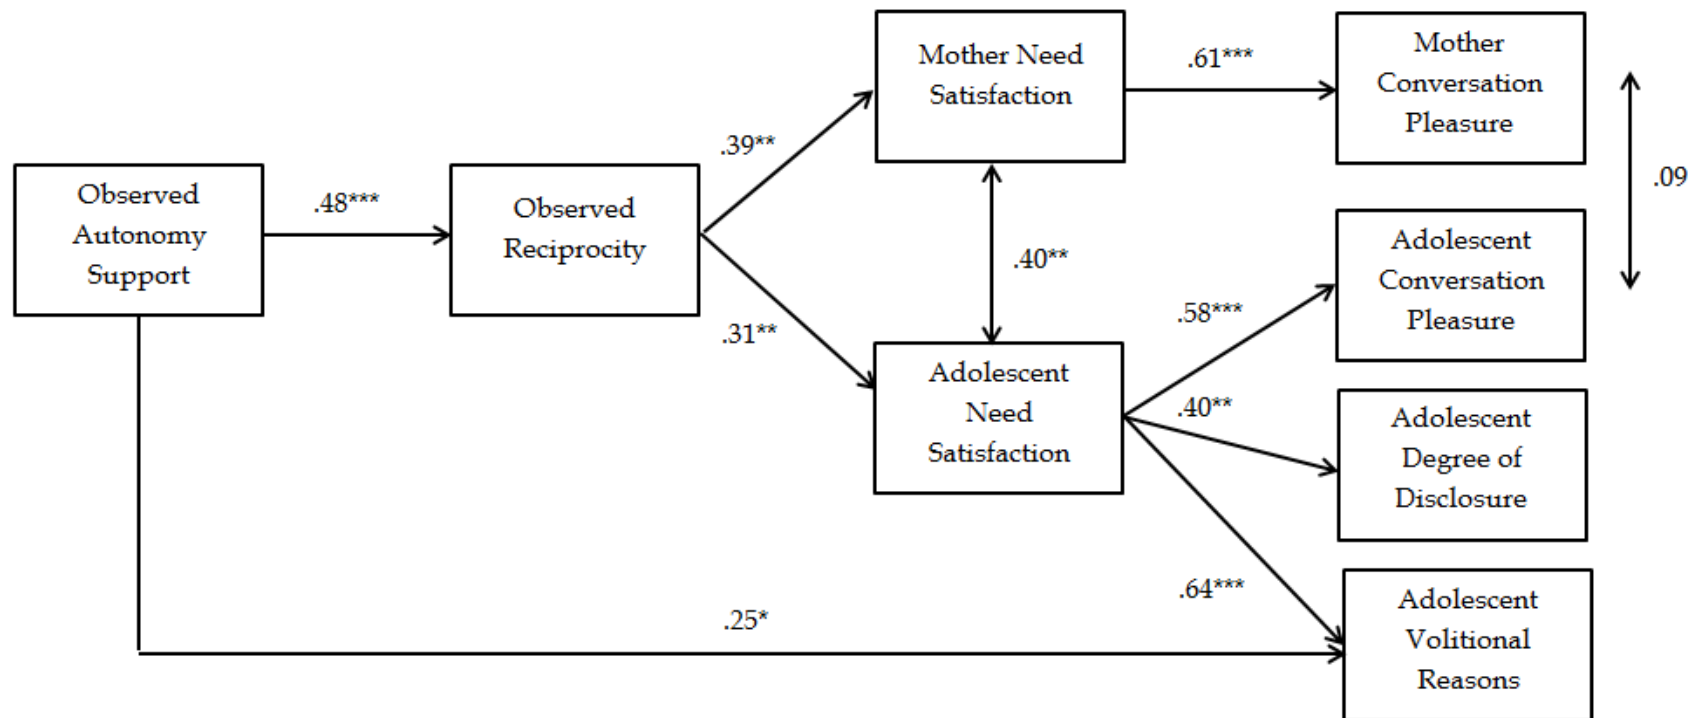 Observed
Autonomy
Support
.48***
Observed
Reciprocity
.39**
.31**
Mother Need
Satisfaction
.40**
Adolescent
Need
Satisfaction
.61***
.58***
.40**
.64***
.25*
Mother
Conversation
Pleasure
Adolescent
Conversation
Pleasure
.09
Adolescent
Degree of
Disclosure
Adolescent
Volitional
Reasons